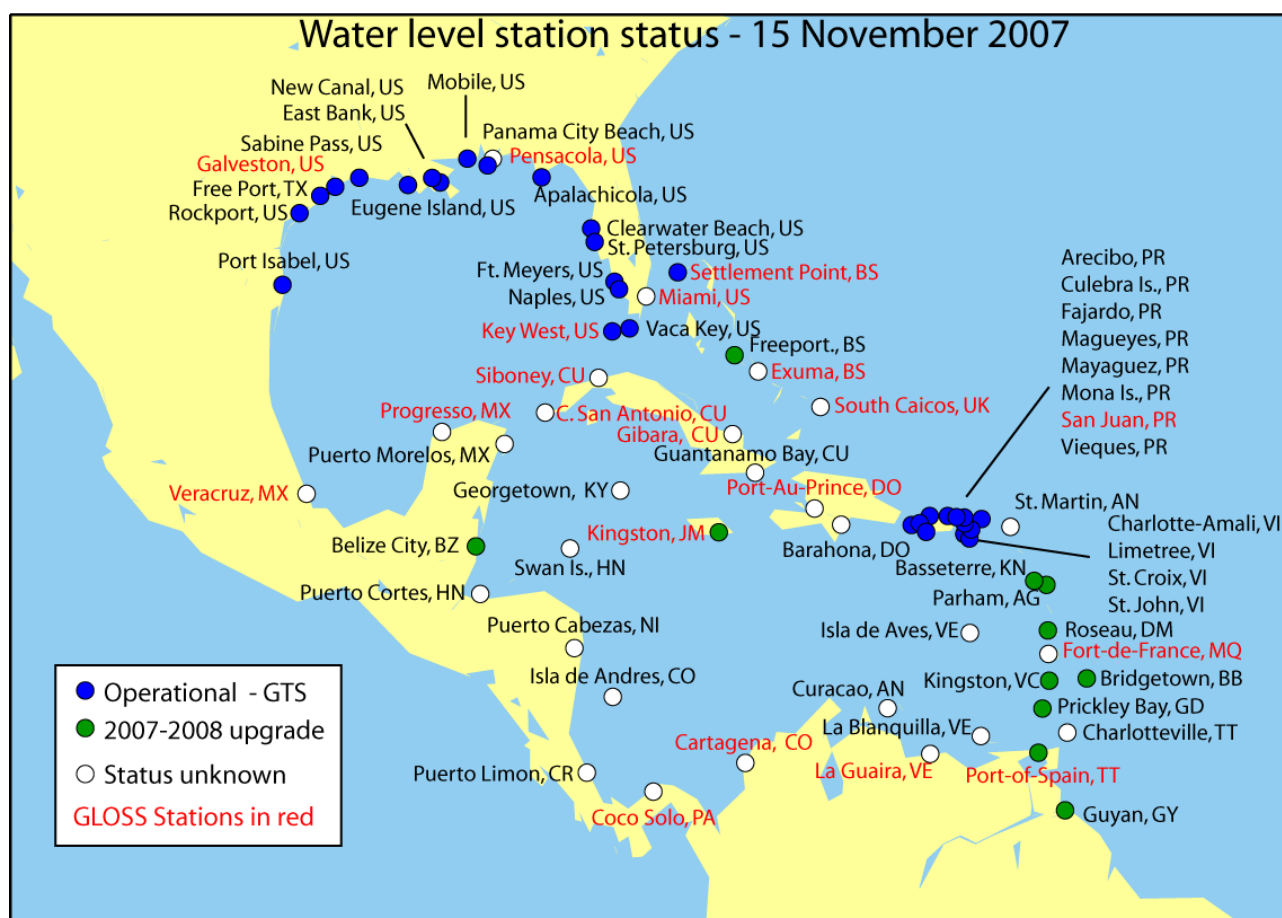 Water level station status - 15 November 2007
Mobile, US
New Canal, US
East Bank, US
Panama City Beach, US
Sabine Pass, US
Pensacola, US
Galveston, US
Free Port, TX
Apalachicola, US
Rockport, US
Eugene Island, US
Clearwater Beach, US
St. Petersburg, US
Port Isabel, US
Ft. Meyers, US
Settlement Point, BS
Naples, US
Miami, US
Key West, US
Vaca Key, US
Freeport., BS
Exuma, BS
Siboney, CU
South Caicos, UK
Progresso, MX
C. San Antonio, CU
Gibara, CU
Puerto Morelos, MX
Guantanamo Bay, CU
Arecibo, PR
Culebra Is., PR
Fajardo, PR
Magueyes, PR
Mayaguez, PR
Mona Is., PR
San Juan, PR
Vieques, PR
Veracruz, MX
Georgetown, KY
Port-Au-Prince, DO
St. Martin, AN
Charlotte-Amali, VI
Limetree, VI
St. Croix, VI
St. John, VI
Kingston, JM
Belize City, BZ
Swan Is., HN
Barahona, DO
Basseterre, KN
Puerto Cortes, HN
Parham, AG
Puerto Cabezas, NI
Isla de Aves, VE
Roseau, DM
Fort-de-France, MQ
Isla de Andres, CO
Curacao, AN
Kingston, VC
Bridgetown, BB
Prickley Bay, GD
La Blanquilla, VE
Charlotteville, TT
Cartagena, CO
Puerto Limon, CR
La Guaira, VE
Port-of-Spain, TT
Coco Solo, PA
Guyan, GY
Operational - GTS
2007-2008 upgrade
Status unknown
GLOSS Stations in red